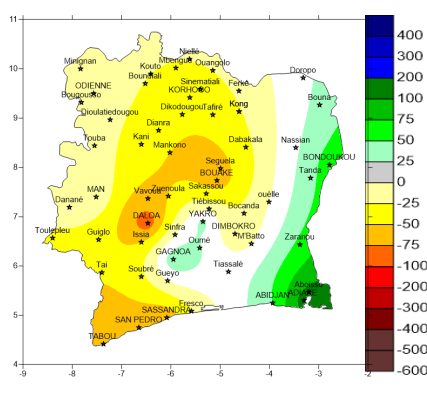 11
10
9
8
7
6
5
4
-9 -8 -7 -6 -5 -4 -3 -2
Minignan
Niellé
Kouto
Mbengué
Ouangolo
ODIENNE
Boundiali
Sinematiali
Ferké
Doropo
Bougousso
KORHOGO
Bouna
Dioulatiedougou
Dikodougou
Tafiré
Kong
Dianra
Touba
Kani
Mankono
Dabakala
Nassian
BONDOUKOU
Seguela
BOUAKE
Tanda
MAN
Vavoua
Zuenoula
Sakassou
Danané
Tiébissou
ouélle
DALOA
YAKRO
Bocanda
Toulepleu
Guiglo
Issia
Sinfra
DIMBOKRO
M'Batto
Oumé
Zaranou
GAGNOA
Tai
Soubré
Gueyo
Tiassalé
Aboisso
ADIAKE
ABIDJAN
Fresco
SASSANDRA
SAN PEDRO
TABOU
400
300
200
100
75
50
25
0
-25
-50
-75
-100
-200
-300
-400
-500
-600